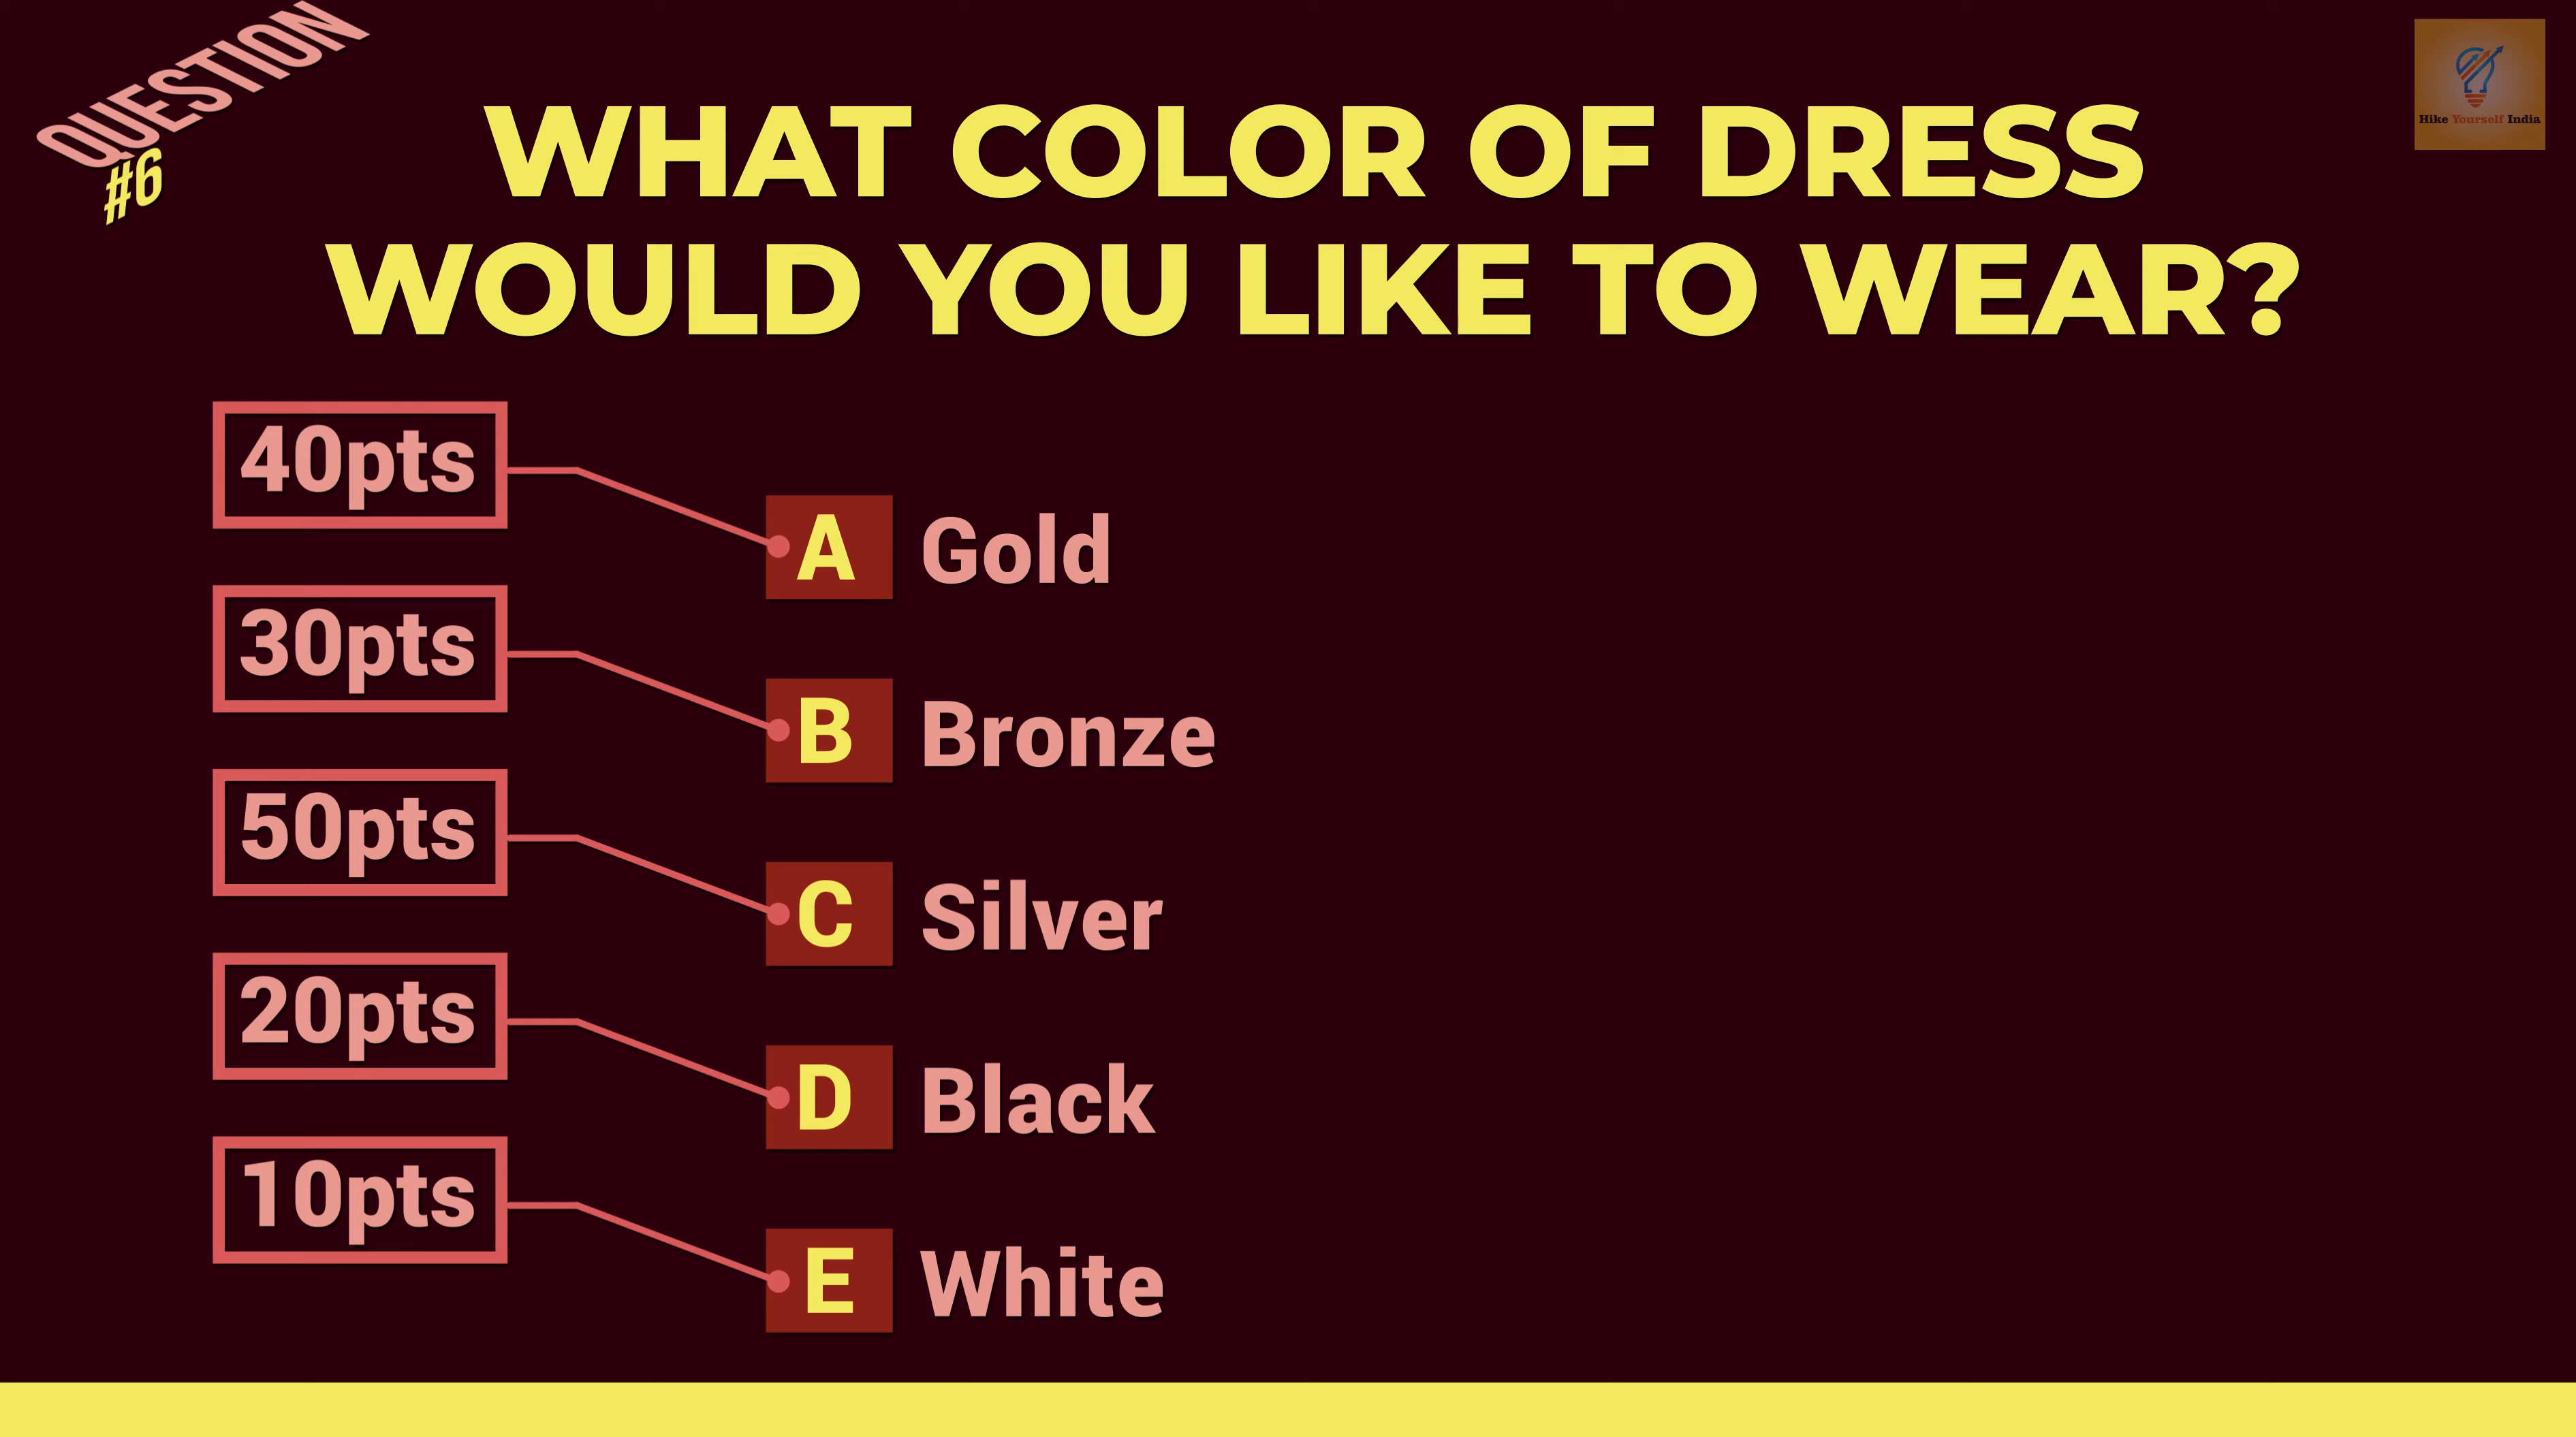 QUESTION
#6
WHAT COLOR OF DRESS
WOULD YOU LIKE TO WEAR?
Hike Yourself India
40pts
A Gold
30pts
B Bronze
50pts
C Silver
20pts
D Black
10pts
E White